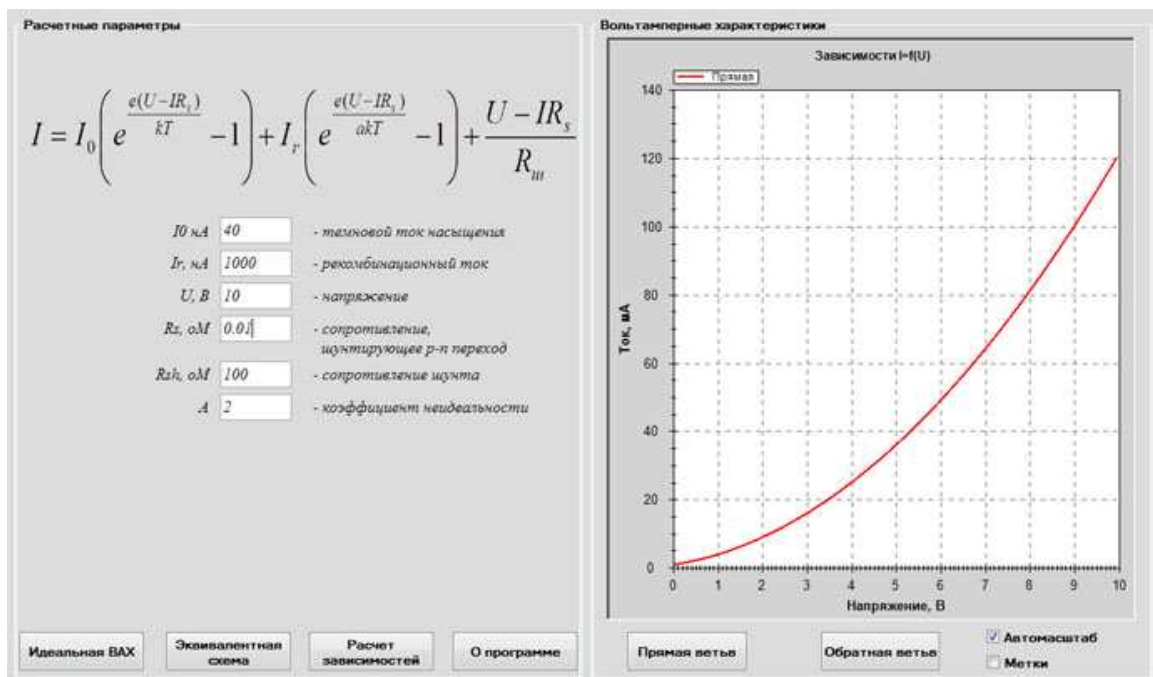 Расчетные параметры
I = I₀ ( e^(e(U−IRₛ)/kT) − 1 ) + Iᵣ ( e^(e(U−IRₛ)/akT) − 1 ) + (U − IRₛ)/Rш
I0 нА 40 - темновой ток насыщения
Ir, нА 1000 - рекомбинационный ток
U, В 10 - напряжение
Rs, оМ 0.01 - сопротивление,
шунтирующее p-n переход
Rsh, оМ 100 - сопротивление шунта
A 2 - коэффициент неидеальности
Идеальная ВАХ
Эквивалентная
схема
Расчет
зависимостей
О программе
Вольтамперные характеристики
Зависимости I=f(U)
Прямая
140
120
100
80
60
40
20
0
Ток, мА
0 1 2 3 4 5 6 7 8 9 10
Напряжение, В
Прямая ветьв
Обратная ветьв
Автомасштаб
Метки